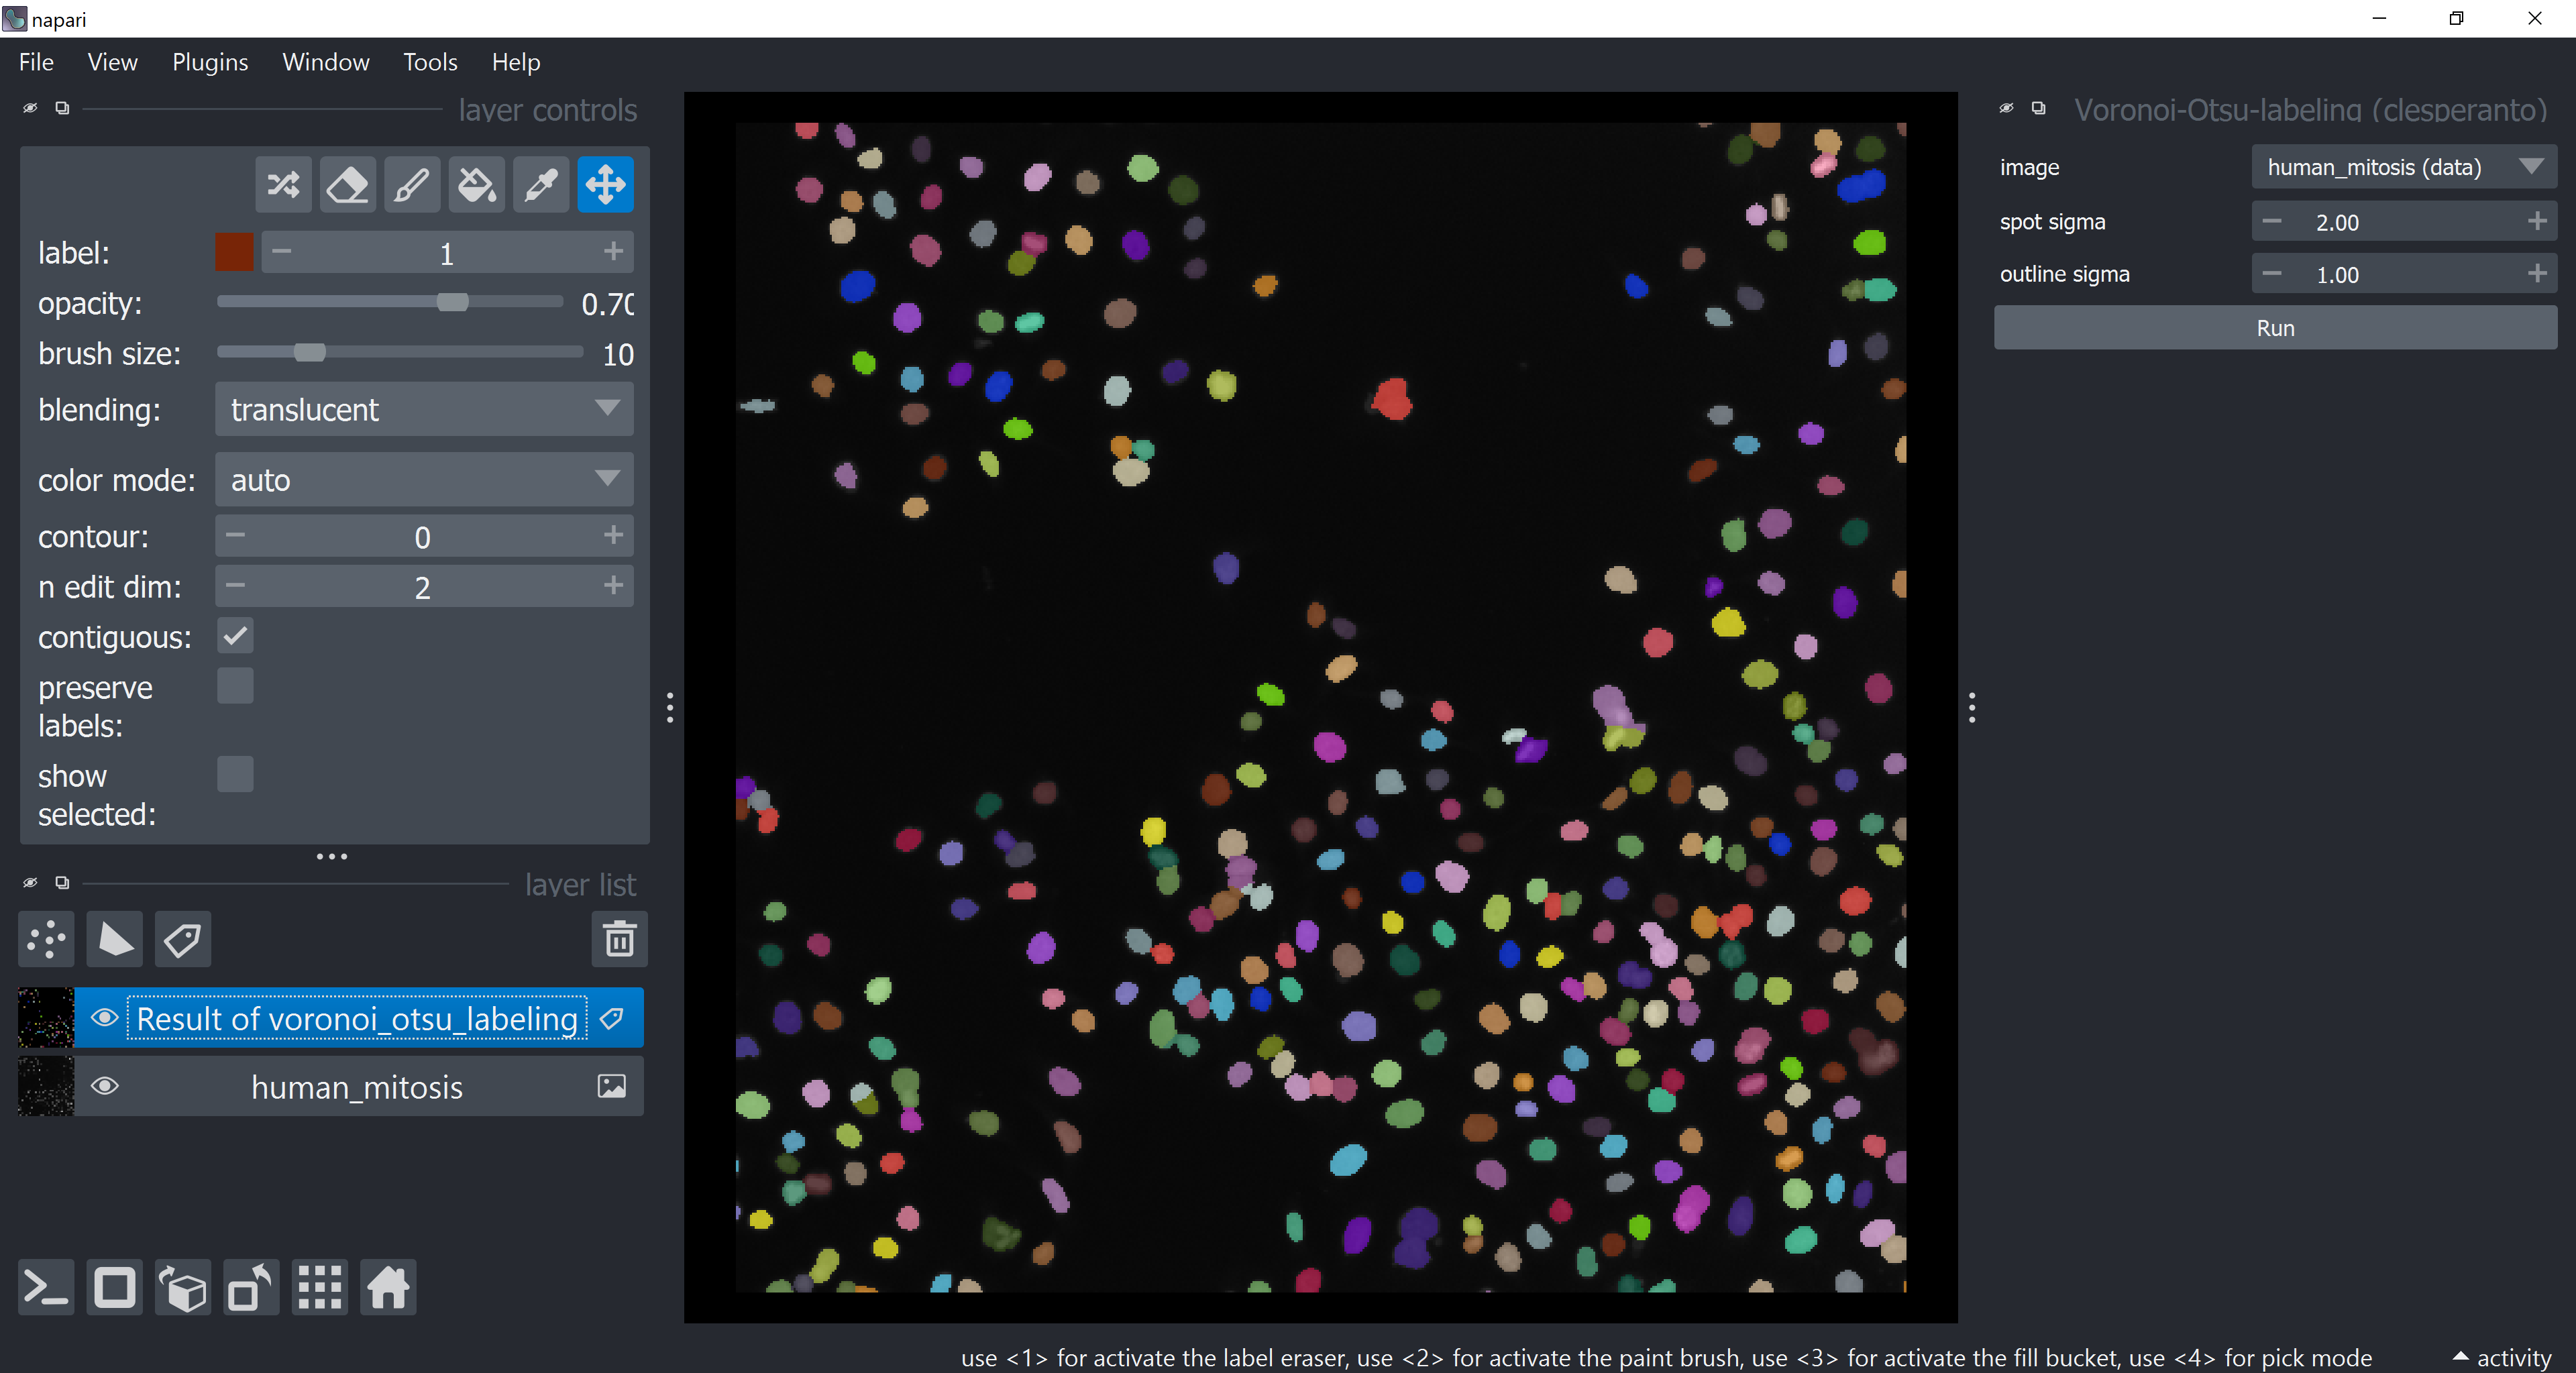 napari
File View Plugins Window Tools Help
layer controls
label: 1
opacity: 0.70
brush size: 10
blending: translucent
color mode: auto
contour: 0
n edit dim: 2
contiguous:
preserve
labels:
show
selected:
layer list
Result of voronoi_otsu_labeling
human_mitosis
Voronoi-Otsu-labeling (clesperanto)
image human_mitosis (data)
spot sigma 2.00
outline sigma 1.00
Run
use <1> for activate the label eraser, use <2> for activate the paint brush, use <3> for activate the fill bucket, use <4> for pick mode
activity